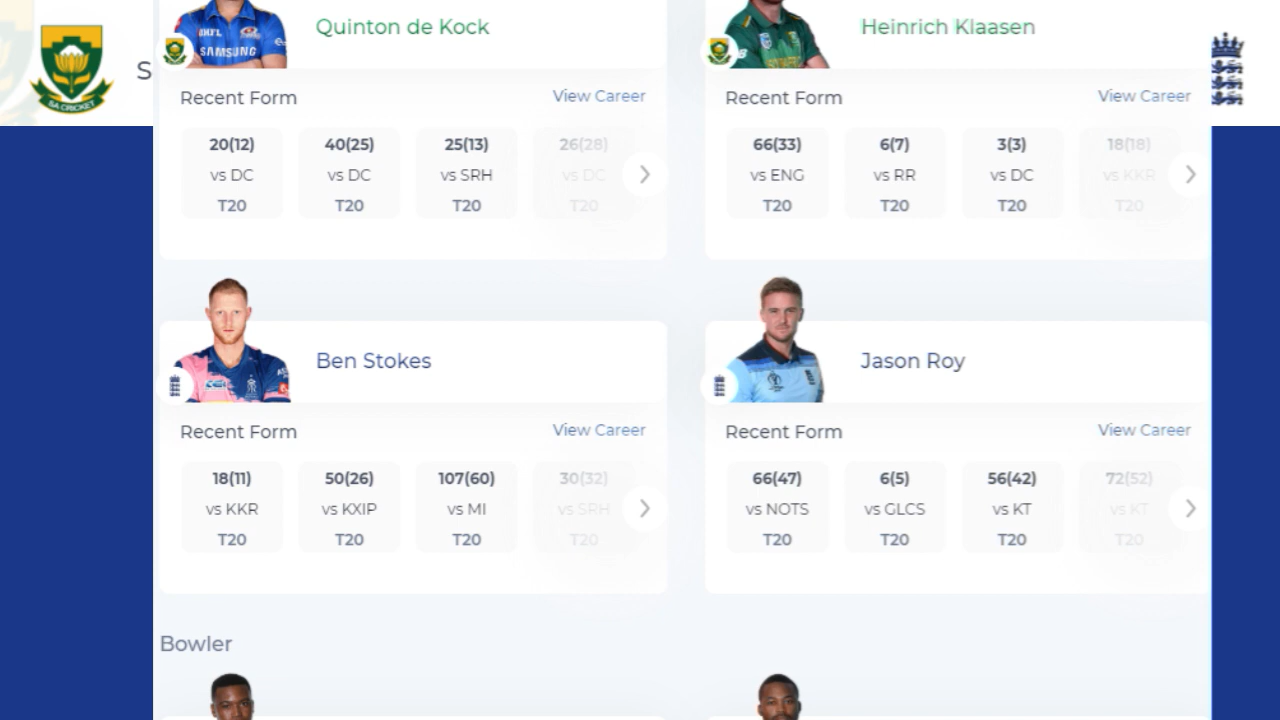 S
SA CRICKET
SAMSUNG
Quinton de Kock
Heinrich Klaasen
Recent Form
View Career
20(12)
40(25)
25(13)
26(28)
vs DC
vs DC
vs SRH
vs DC
T20
T20
T20
T20
Recent Form
View Career
66(33)
6(7)
3(3)
18(18)
vs ENG
vs RR
vs DC
vs KKR
T20
T20
T20
T20
Ben Stokes
Jason Roy
Recent Form
View Career
18(11)
50(26)
107(60)
30(32)
vs KKR
vs KXIP
vs MI
vs SRH
T20
T20
T20
T20
Recent Form
View Career
66(47)
6(5)
56(42)
72(52)
vs NOTS
vs GLCS
vs KT
vs KT
T20
T20
T20
T20
Bowler